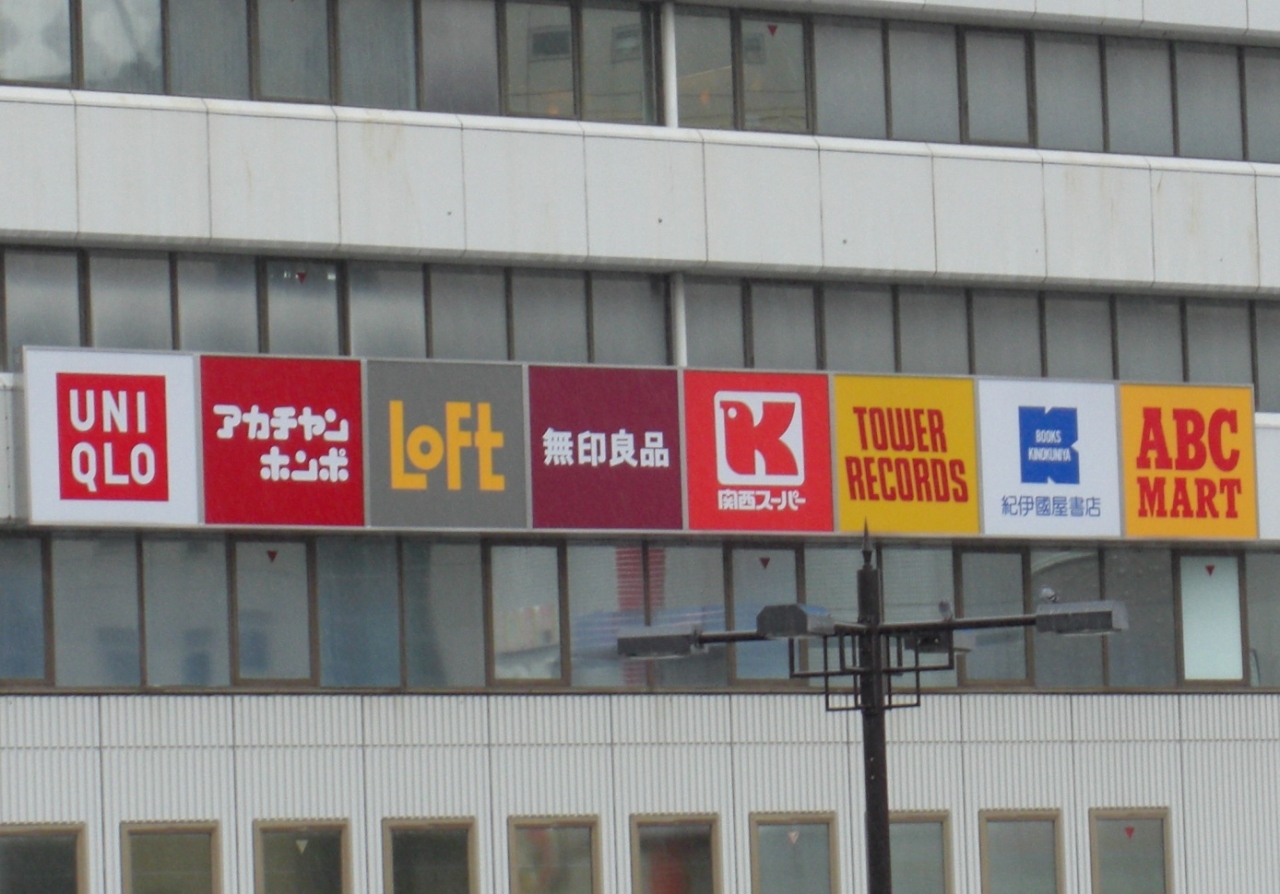 UNI
QLO
アカチャン
ホンポ
LOFT
無印良品
K
関西スーパー
TOWER
RECORDS
BOOKS
KINOKUNIYA
紀伊國屋書店
ABC
MART